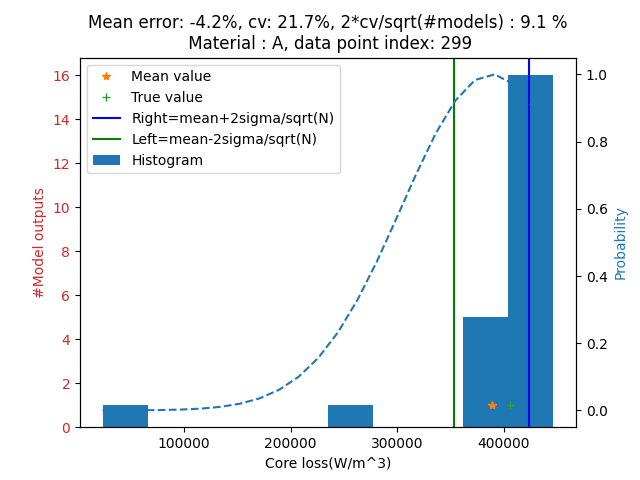 Mean error: -4.2%, cv: 21.7%, 2*cv/sqrt(#models) : 9.1 %
Material : A, data point index: 299
Mean value
True value
Right=mean+2sigma/sqrt(N)
Left=mean-2sigma/sqrt(N)
Histogram
#Model outputs
16
14
12
10
8
6
4
2
0
Probability
1.0
0.8
0.6
0.4
0.2
0.0
100000
200000
300000
400000
Core loss(W/m^3)